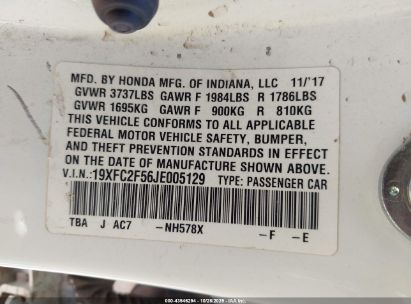 MFD. BY HONDA MFG. OF INDIANA, LLC 11/'17
GVWR 3737LBS GAWR F 1984LBS R 1786LBS
GVWR 1695KG GAWR F 900KG R 810KG
THIS VEHICLE CONFORMS TO ALL APPLICABLE
FEDERAL MOTOR VEHICLE SAFETY, BUMPER,
AND THEFT PREVENTION STANDARDS IN EFFECT
ON THE DATE OF MANUFACTURE SHOWN ABOVE.
V.I.N.: 19XFC2F56JE005129 TYPE: PASSENGER CAR
TBA J AC7 - NH578X -F -E